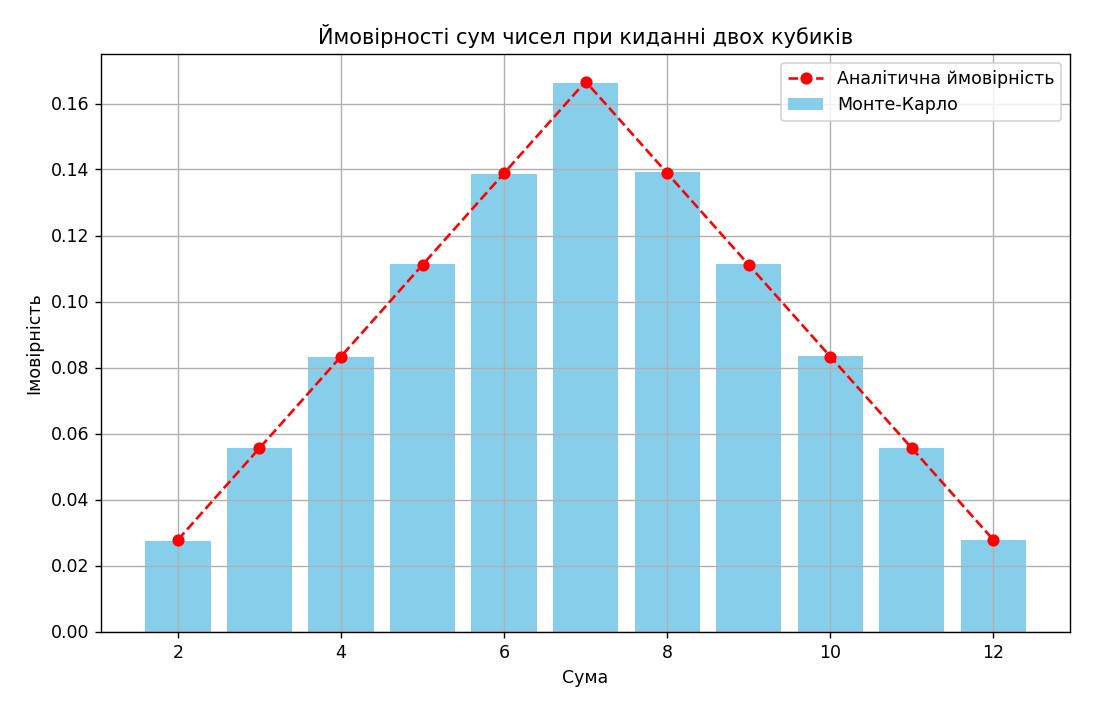 Ймовірності сум чисел при киданні двох кубиків
Аналітична ймовірність
Монте-Карло
Імовірність
0.16
0.14
0.12
0.10
0.08
0.06
0.04
0.02
0.00
2 4 6 8 10 12
Сума